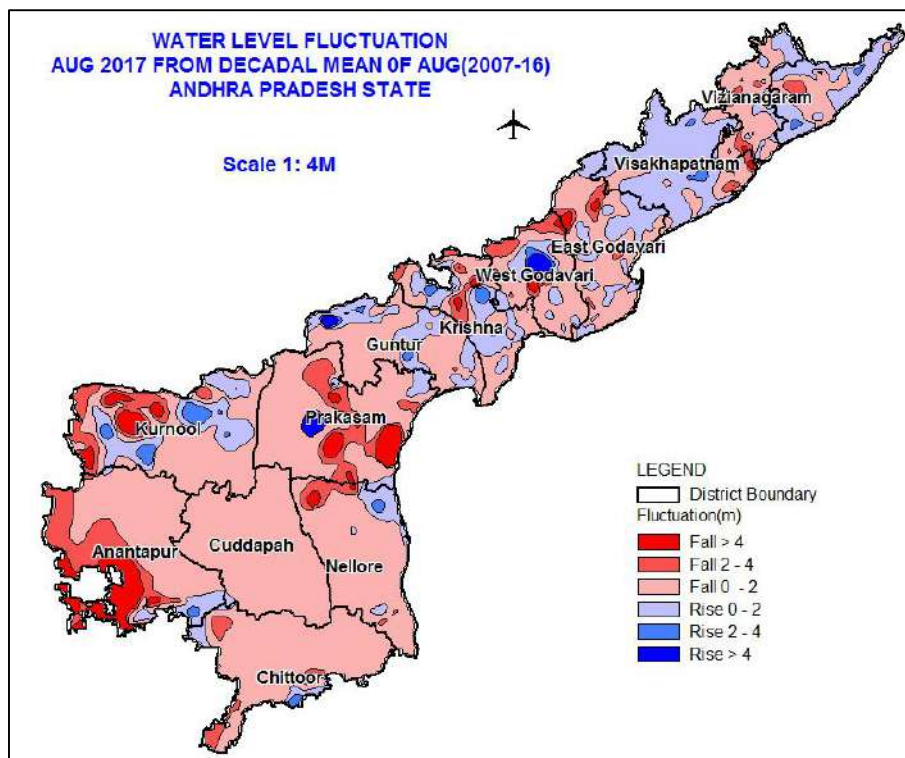 WATER LEVEL FLUCTUATION
AUG 2017 FROM DECADAL MEAN 0F AUG(2007-16)
ANDHRA PRADESH STATE
Scale 1: 4M
Vizianagaram
Visakhapatnam
East Godavari
West Godavari
Krishna
Guntur
Prakasam
Kurnool
Anantapur
Cuddapah
Nellore
Chittoor
LEGEND
District Boundary
Fluctuation(m)
Fall > 4
Fall 2 - 4
Fall 0 - 2
Rise 0 - 2
Rise 2 - 4
Rise > 4